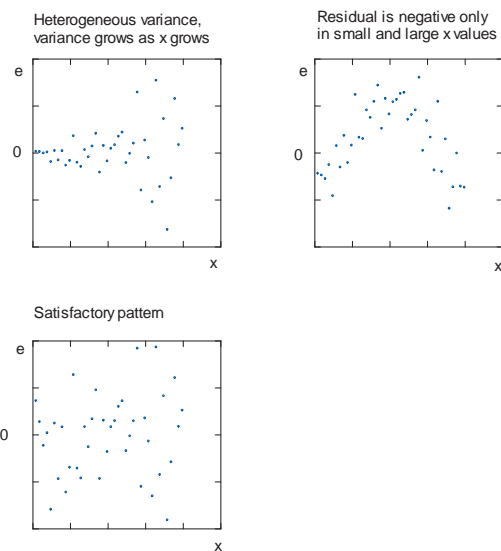 Heterogeneous variance,
variance grows as x grows
e
0
x
Residual is negative only
in small and large x values
e
0
x
Satisfactory pattern
e
0
x